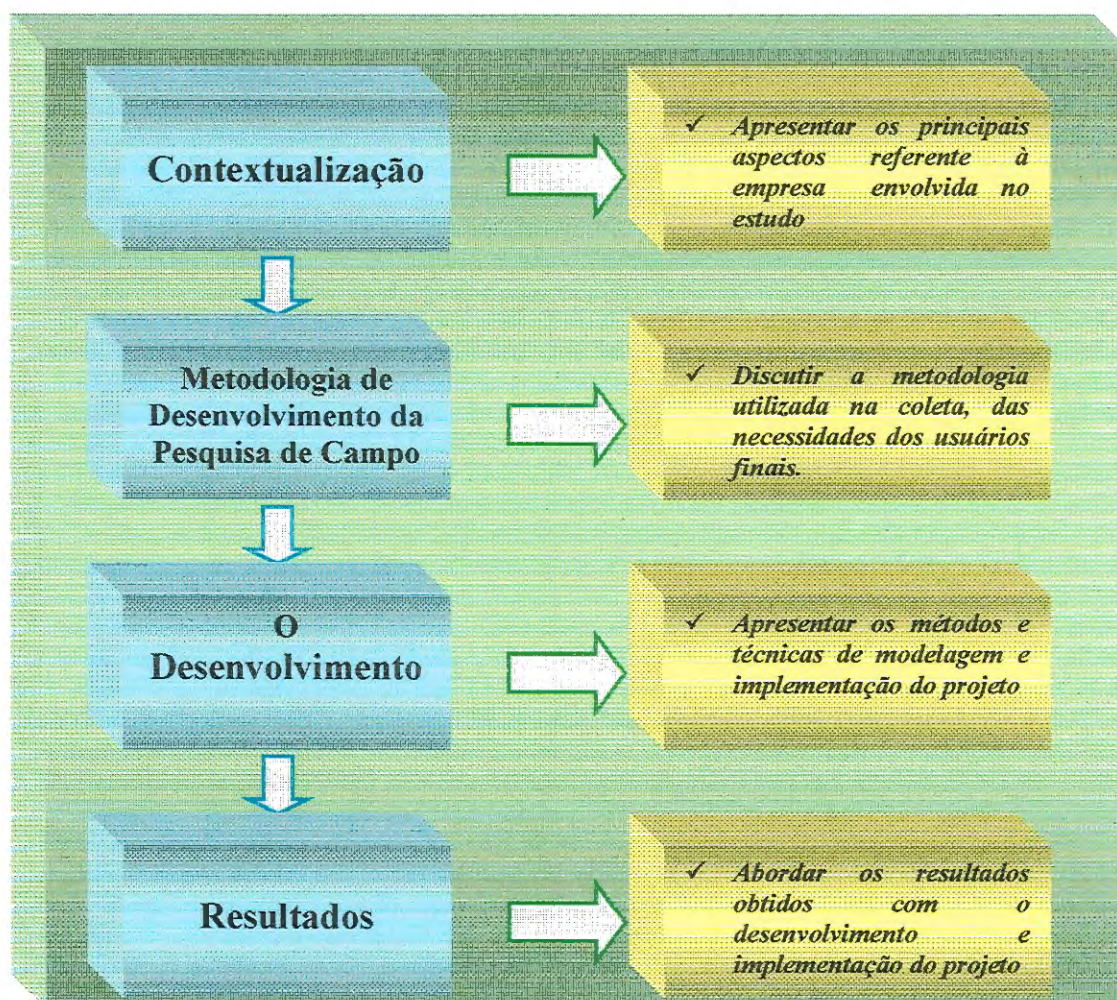 Contextualização
✓ Apresentar os principais
aspectos referente à
empresa envolvida no
estudo
Metodologia de
Desenvolvimento da
Pesquisa de Campo
✓ Discutir a metodologia
utilizada na coleta, das
necessidades dos usuários
finais.
O
Desenvolvimento
✓ Apresentar os métodos e
técnicas de modelagem e
implementação do projeto
Resultados
✓ Abordar os resultados
obtidos com o
desenvolvimento e
implementação do projeto